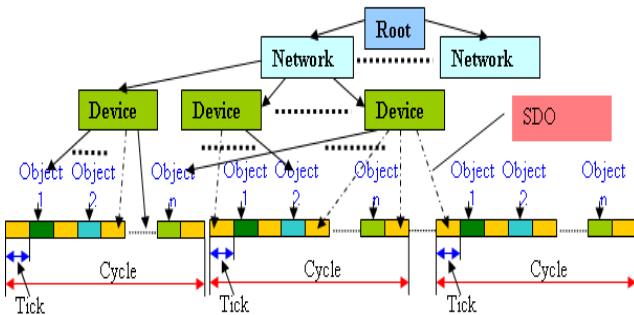 Root
Network
Network
Device
Device
Device
SDO
Object
1
Object
2
Object
n
Object
1
Object
2
Object
n
Object
1
Object
2
Object
n
Cycle
Cycle
Cycle
Tick
Tick
Tick